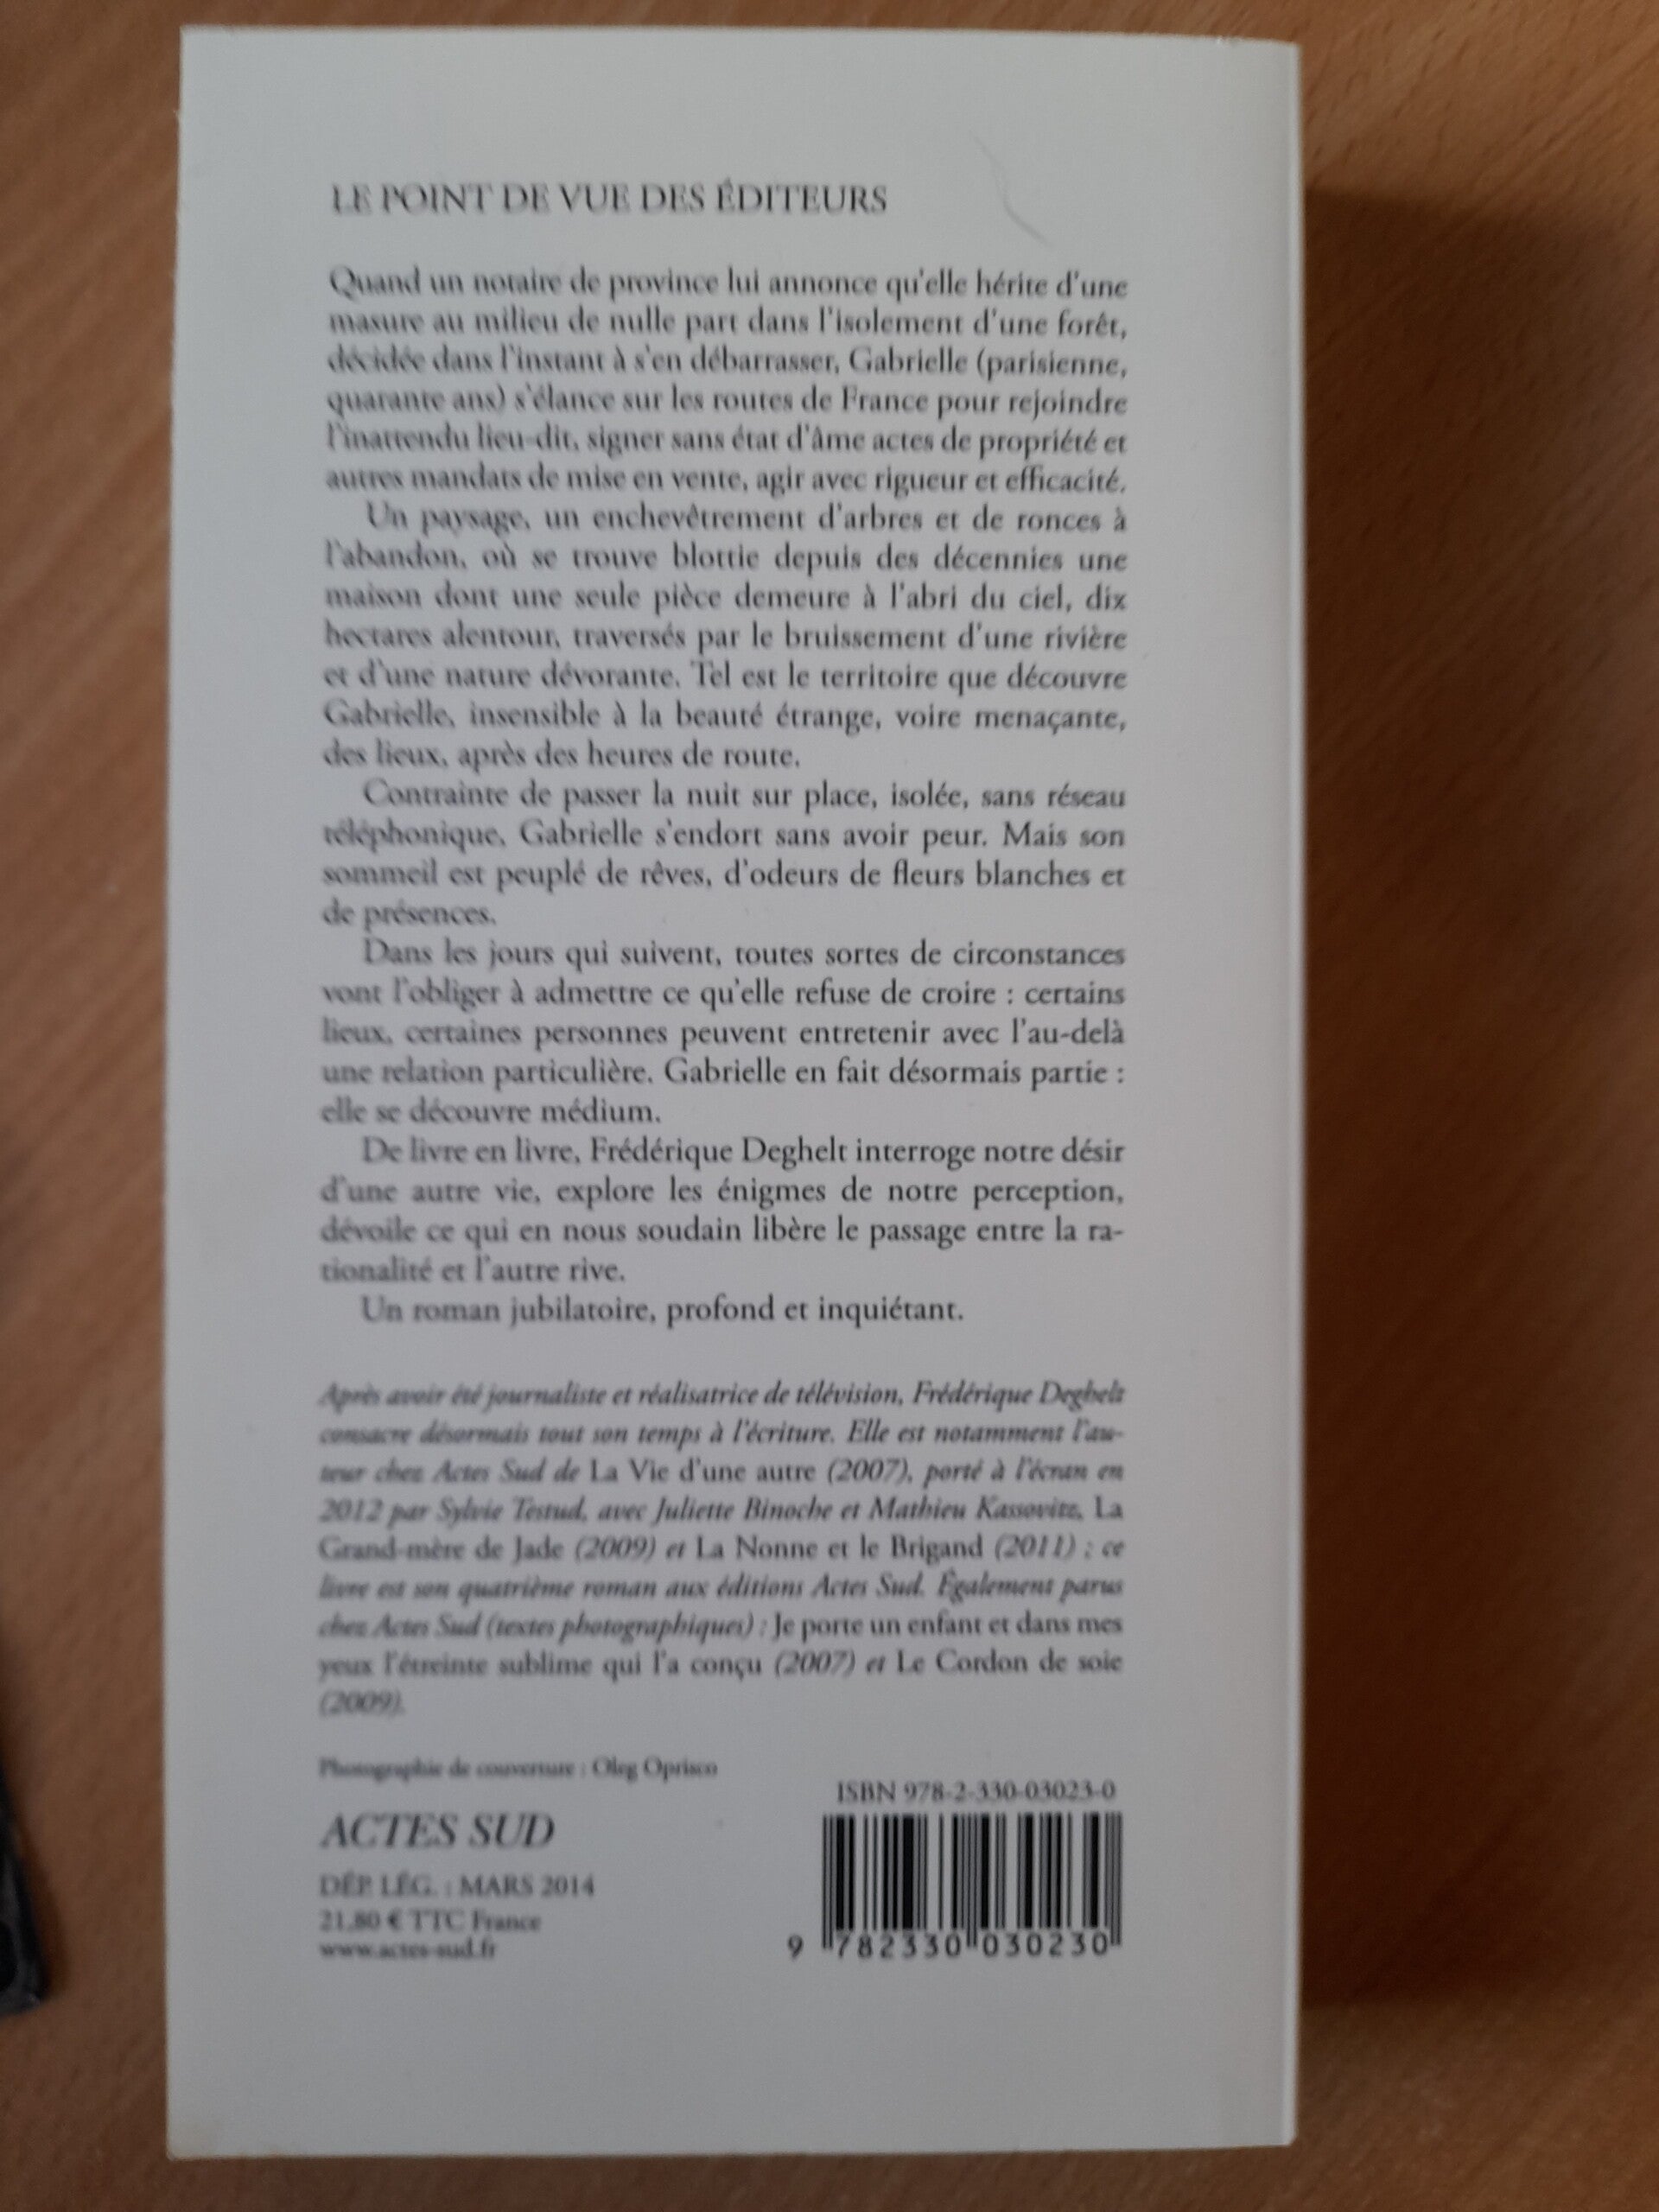 LE POINT DE VUE DES ÉDITEURS
Quand un notaire de province lui annonce qu'elle hérite d'une
masure au milieu de nulle part dans l'isolement d'une forêt,
décidée dans l'instant à s'en débarrasser, Gabrielle (parisienne,
quarante ans) s'élance sur les routes de France pour rejoindre
l'inattendu lieu-dit, signer sans état d'âme actes de propriété et
autres mandats de mise en vente, agir avec rigueur et efficacité.
Un paysage, un enchevêtrement d'arbres et de ronces à
l'abandon, où se trouve blottie depuis des décennies une
maison dont une seule pièce demeure à l'abri du ciel, dix
hectares alentour, traversés par le bruissement d'une rivière
et d'une nature dévorante. Tel est le territoire que découvre
Gabrielle, insensible à la beauté étrange, voire menaçante,
des lieux, après des heures de route.
Contrainte de passer la nuit sur place, isolée, sans réseau
téléphonique, Gabrielle s'endort sans avoir peur. Mais son
sommeil est peuplé de rêves, d'odeurs de fleurs blanches et
de présences.
Dans les jours qui suivent, toutes sortes de circonstances
vont l'obliger à admettre ce qu'elle refuse de croire : certains
lieux, certaines personnes peuvent entretenir avec l'au-delà
une relation particulière. Gabrielle en fait désormais partie :
elle se découvre médium.
De livre en livre, Frédérique Deghelt interroge notre désir
d'une autre vie, explore les énigmes de notre perception,
dévoile ce qui en nous soudain libère le passage entre la ra-
tionalité et l'autre rive.
Un roman jubilatoire, profond et inquiétant.
Après avoir été journaliste et réalisatrice de télévision, Frédérique Deghelt
consacre désormais tout son temps à l'écriture. Elle est notamment l'au-
teur chez Actes Sud de La Vie d'une autre (2007), porté à l'écran en
2012 par Sylvie Testud, avec Juliette Binoche et Mathieu Kassovitz, La
Grand-mère de Jade (2009) et La Nonne et le Brigand (2011) ; ce
livre est son quatrième roman aux éditions Actes Sud. Également parus
chez Actes Sud (textes photographiques) : Je porte un enfant et dans mes
yeux l'étreinte sublime qui l'a conçu (2007) et Le Cordon de soie
(2009).
Photographie de couverture : Oleg Oprisco
ISBN 978-2-330-03023-0
ACTES SUD
DÉP. LÉG. : MARS 2014
21,80 € TTC France
www.actes-sud.fr
9 782330 030230